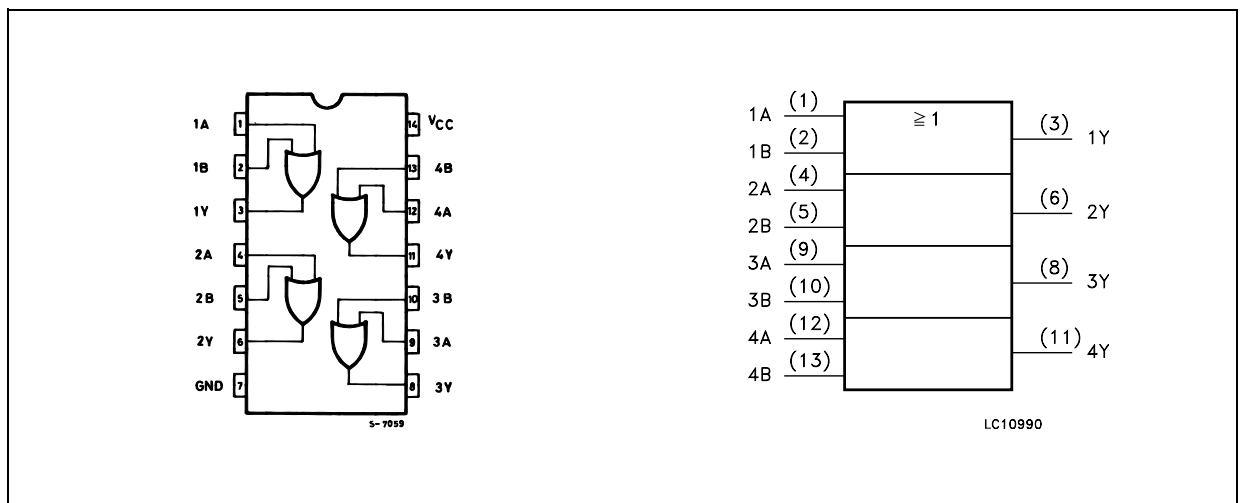 1A 1 14 VCC
1B 2 13 4B
1Y 3 12 4A
2A 4 11 4Y
2B 5 10 3B
2Y 6 9 3A
GND 7 8 3Y
S-7059
1A (1) ≧ 1
1B (2) (3) 1Y
2A (4)
2B (5) (6) 2Y
3A (9)
3B (10) (8) 3Y
4A (12)
4B (13) (11) 4Y
LC10990